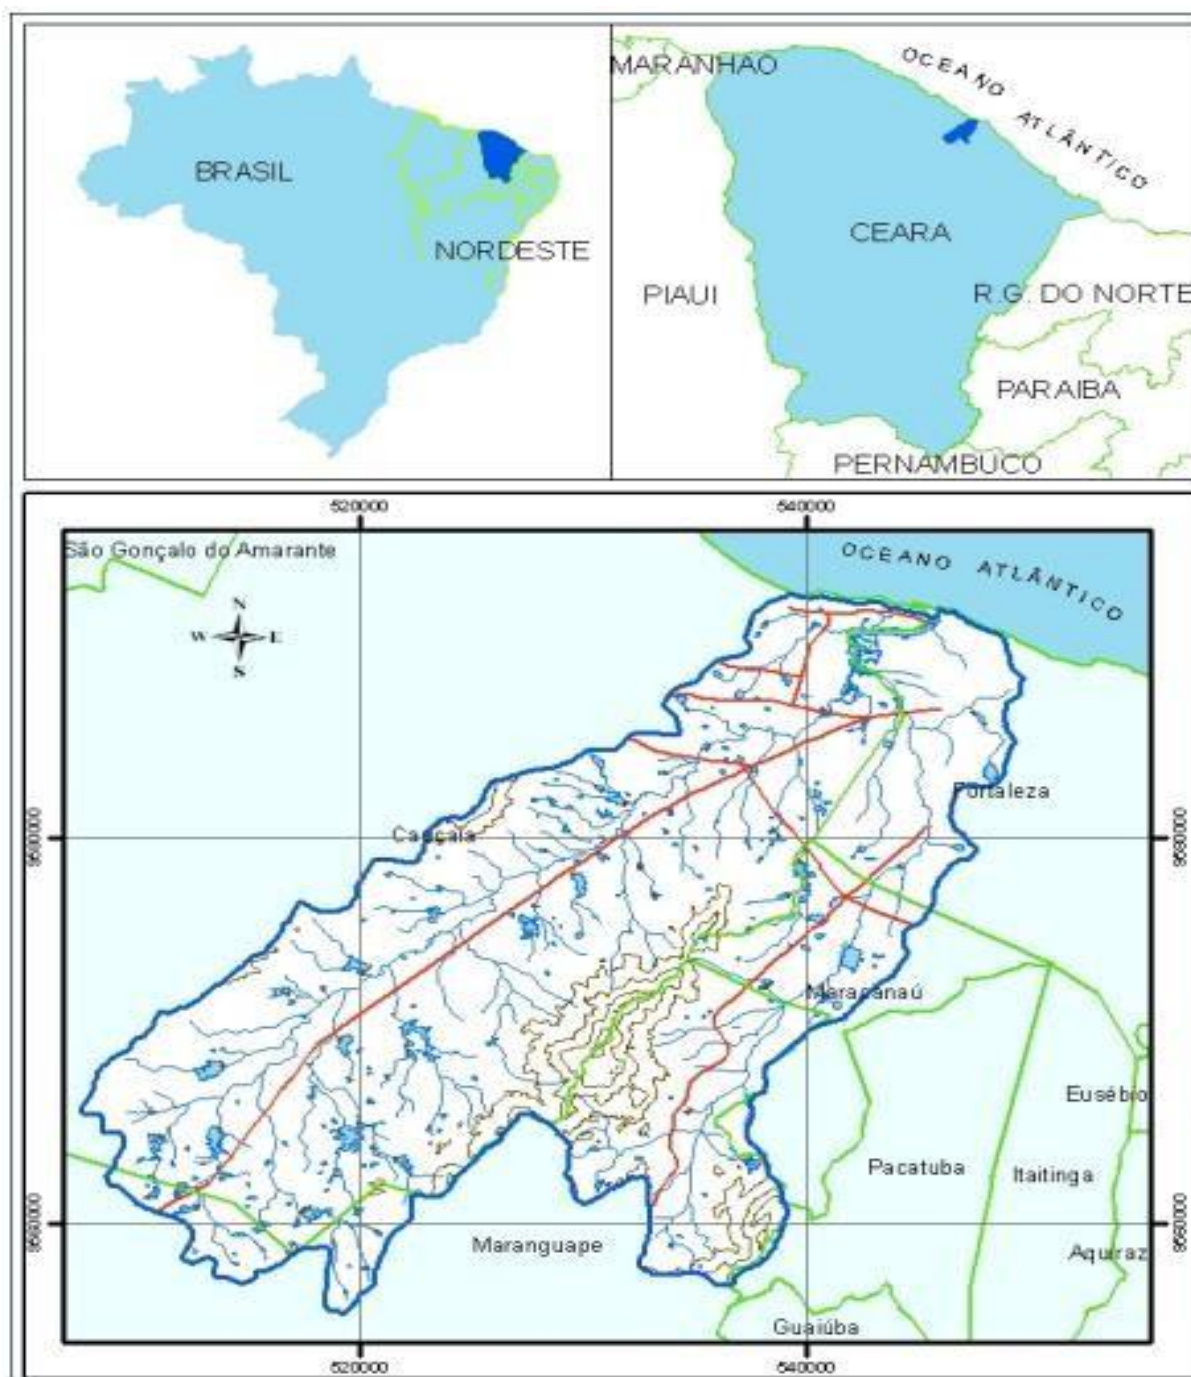 BRASIL
NORDESTE
MARANHAO
OCEANO ATLÂNTICO
CEARA
PIAUI
R.G. DO NORTE
PARAIBA
PERNAMBUCO
520000
540000
São Gonçalo do Amarante
OCEANO ATLÂNTICO
N
W E
S
Fortaleza
Caucaia
Maracanaú
Eusébio
Pacatuba
Itaitinga
Maranguape
Aquiraz
Guaiúba
520000
540000